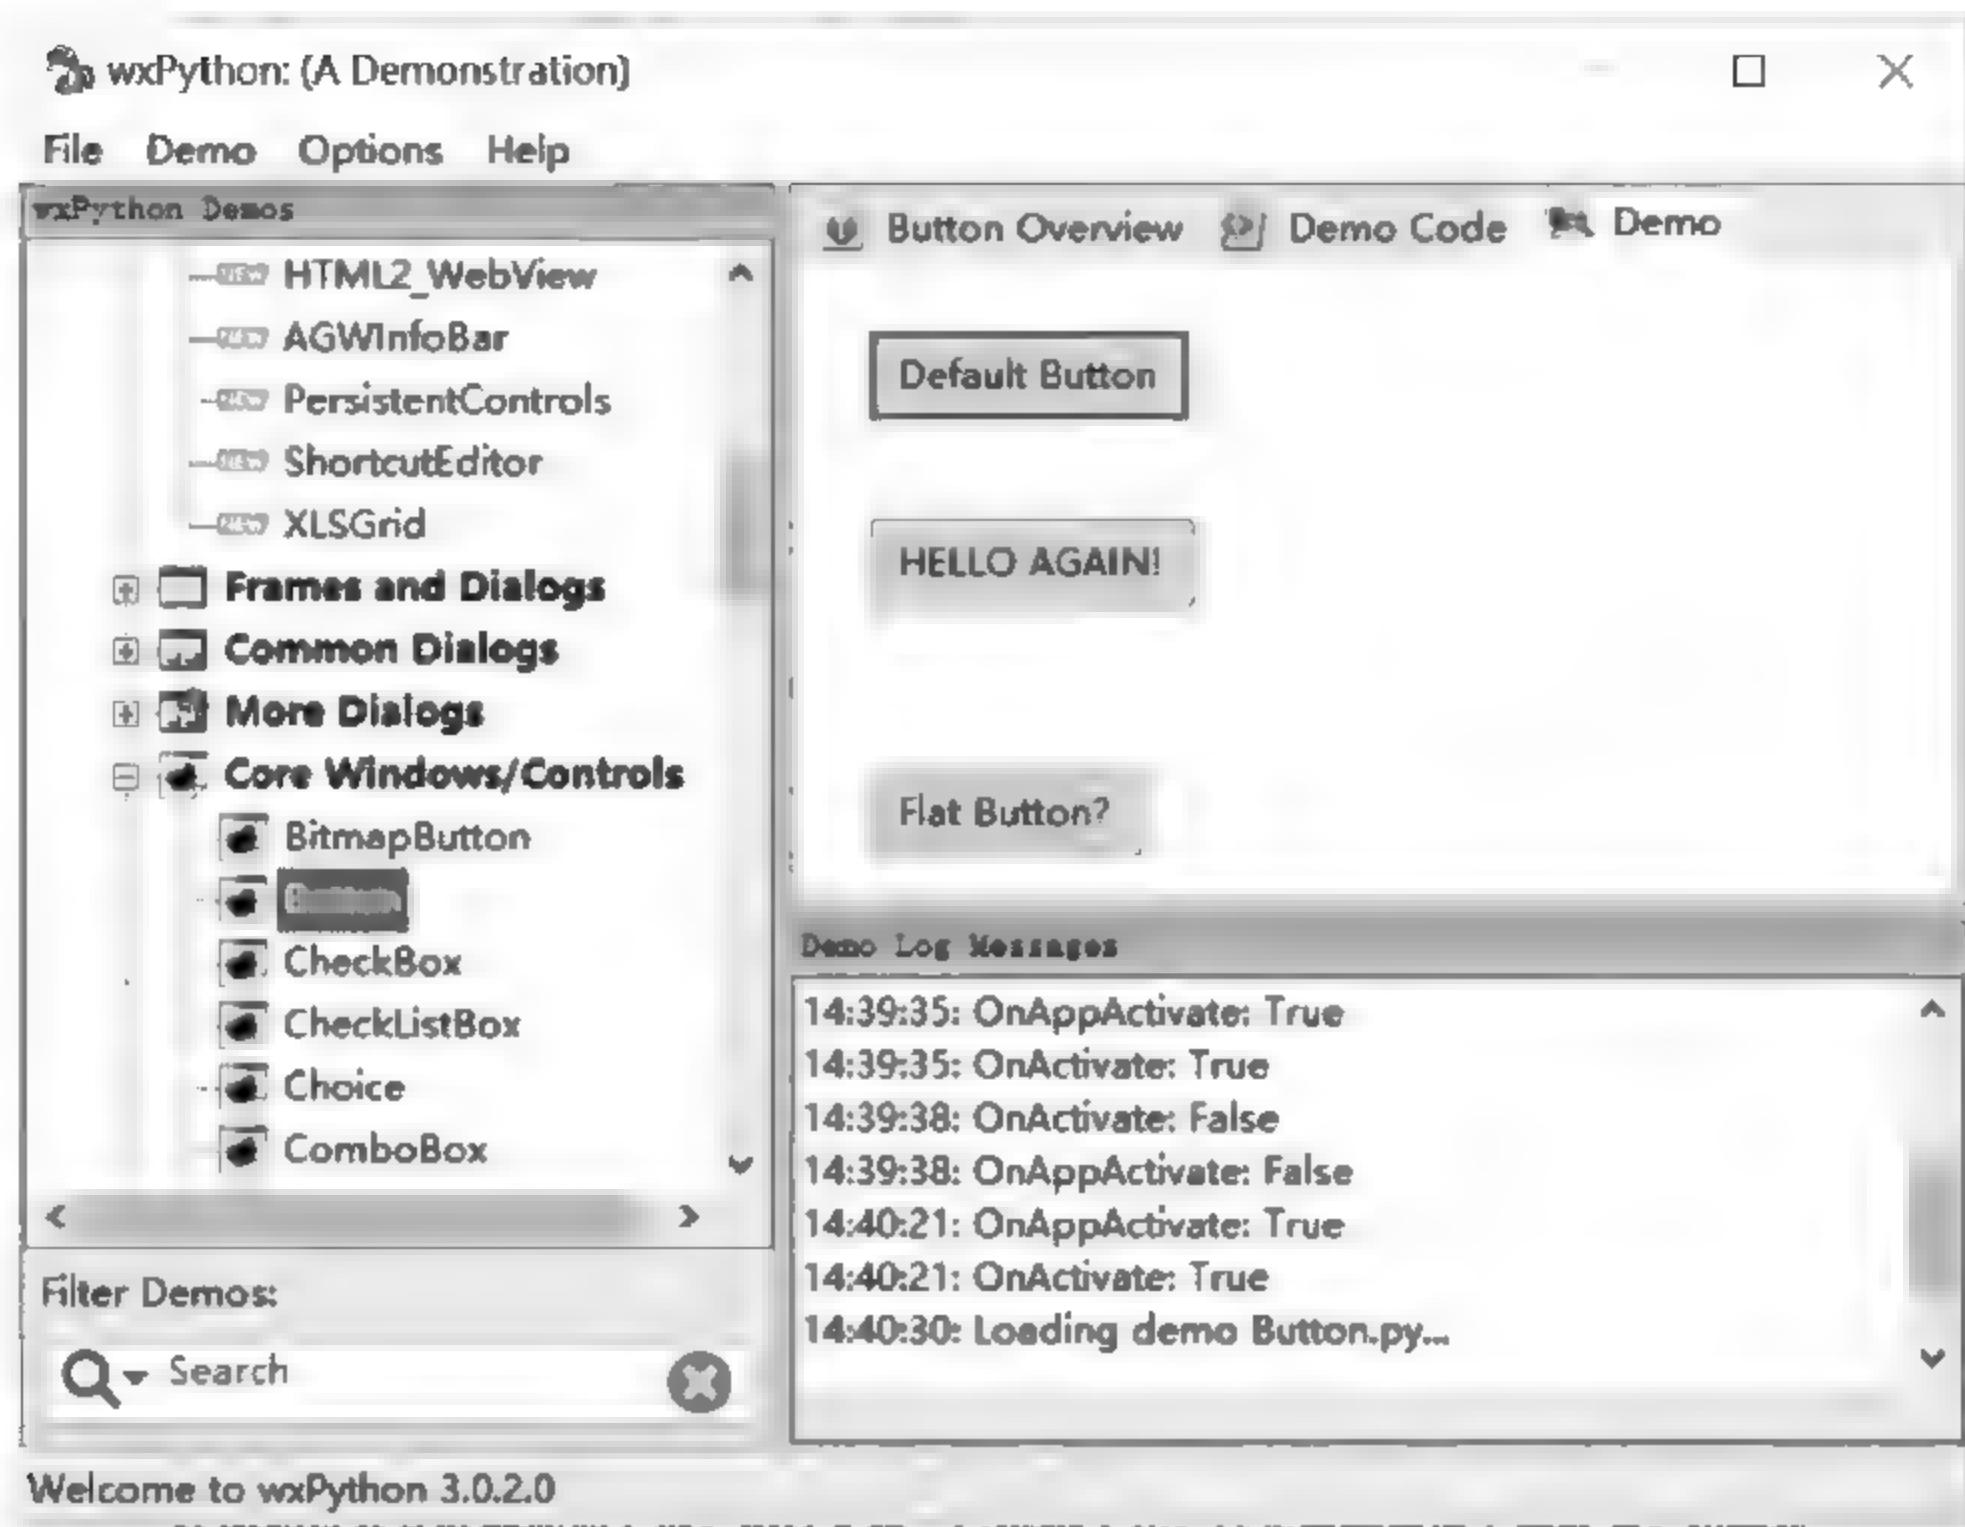 wxPython: (A Demonstration)
File Demo Options Help
wxPython Demos
HTML2_WebView
AGWInfoBar
PersistentControls
ShortcutEditor
XLSGrid
Frames and Dialogs
Common Dialogs
More Dialogs
Core Windows/Controls
BitmapButton
Button
CheckBox
CheckListBox
Choice
ComboBox
Filter Demos:
Search
Button Overview Demo Code Demo
Default Button
HELLO AGAIN!
Flat Button?
Demo Log Messages
14:39:35: OnAppActivate: True
14:39:35: OnActivate: True
14:39:38: OnActivate: False
14:39:38: OnAppActivate: False
14:40:21: OnAppActivate: True
14:40:21: OnActivate: True
14:40:30: Loading demo Button.py...
Welcome to wxPython 3.0.2.0